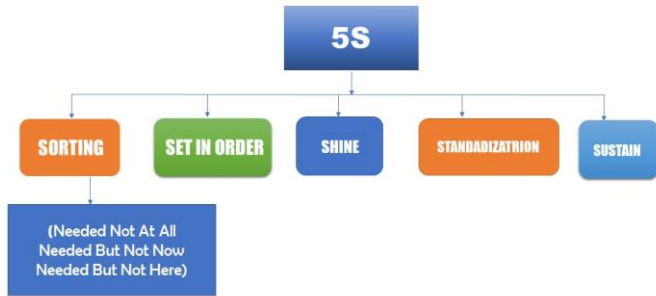 5S
SORTING
SET IN ORDER
SHINE
STANDADIZATRION
SUSTAIN
(Needed Not At All
Needed But Not Now
Needed But Not Here)